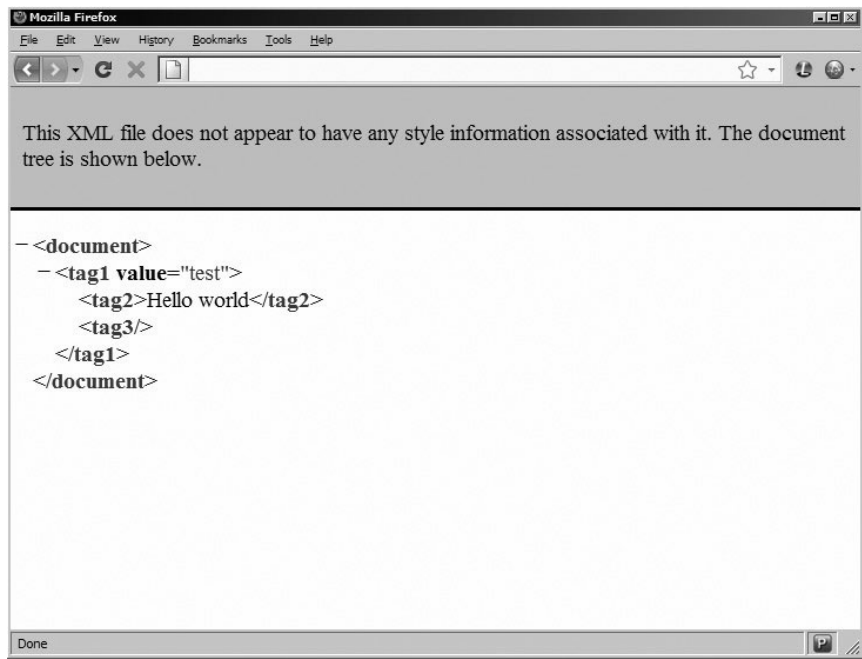 Mozilla Firefox
File Edit View History Bookmarks Tools Help
This XML file does not appear to have any style information associated with it. The document
tree is shown below.
− <document>
− <tag1 value="test">
<tag2>Hello world</tag2>
<tag3/>
</tag1>
</document>
Done
P